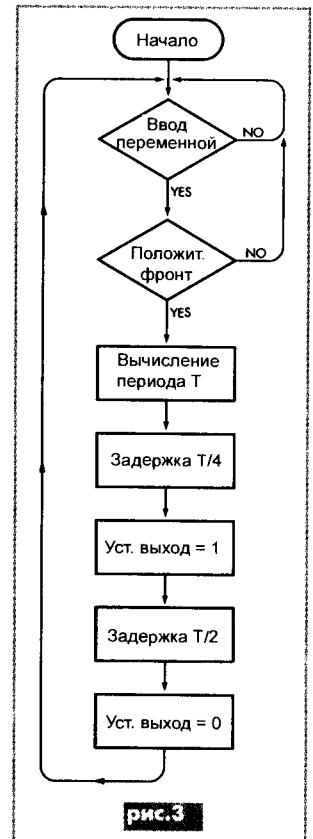 Начало
Ввод
переменной
NO
YES
Положит.
фронт
NO
YES
Вычисление
периода Т
Задержка Т/4
Уст. выход = 1
Задержка Т/2
Уст. выход = 0
рис.3